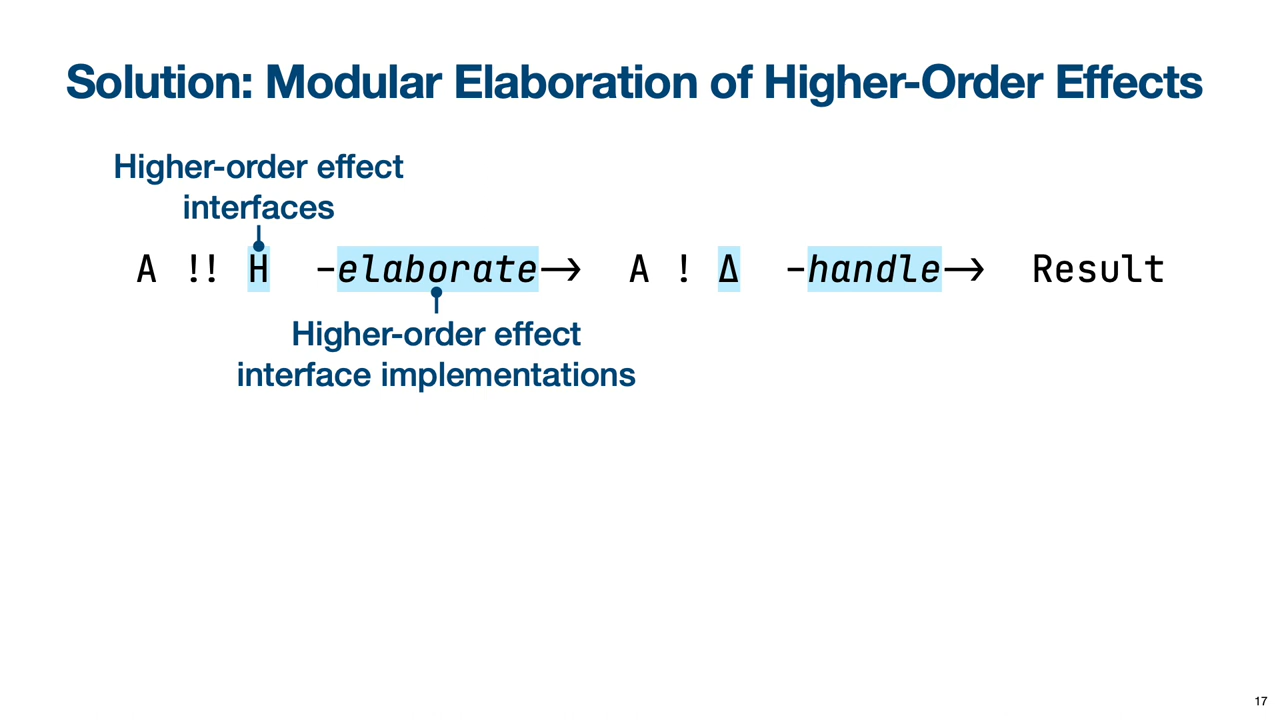 Solution: Modular Elaboration of Higher-Order Effects
Higher-order effect
interfaces
A !! H -elaborate→ A ! Δ -handle→ Result
Higher-order effect
interface implementations
17